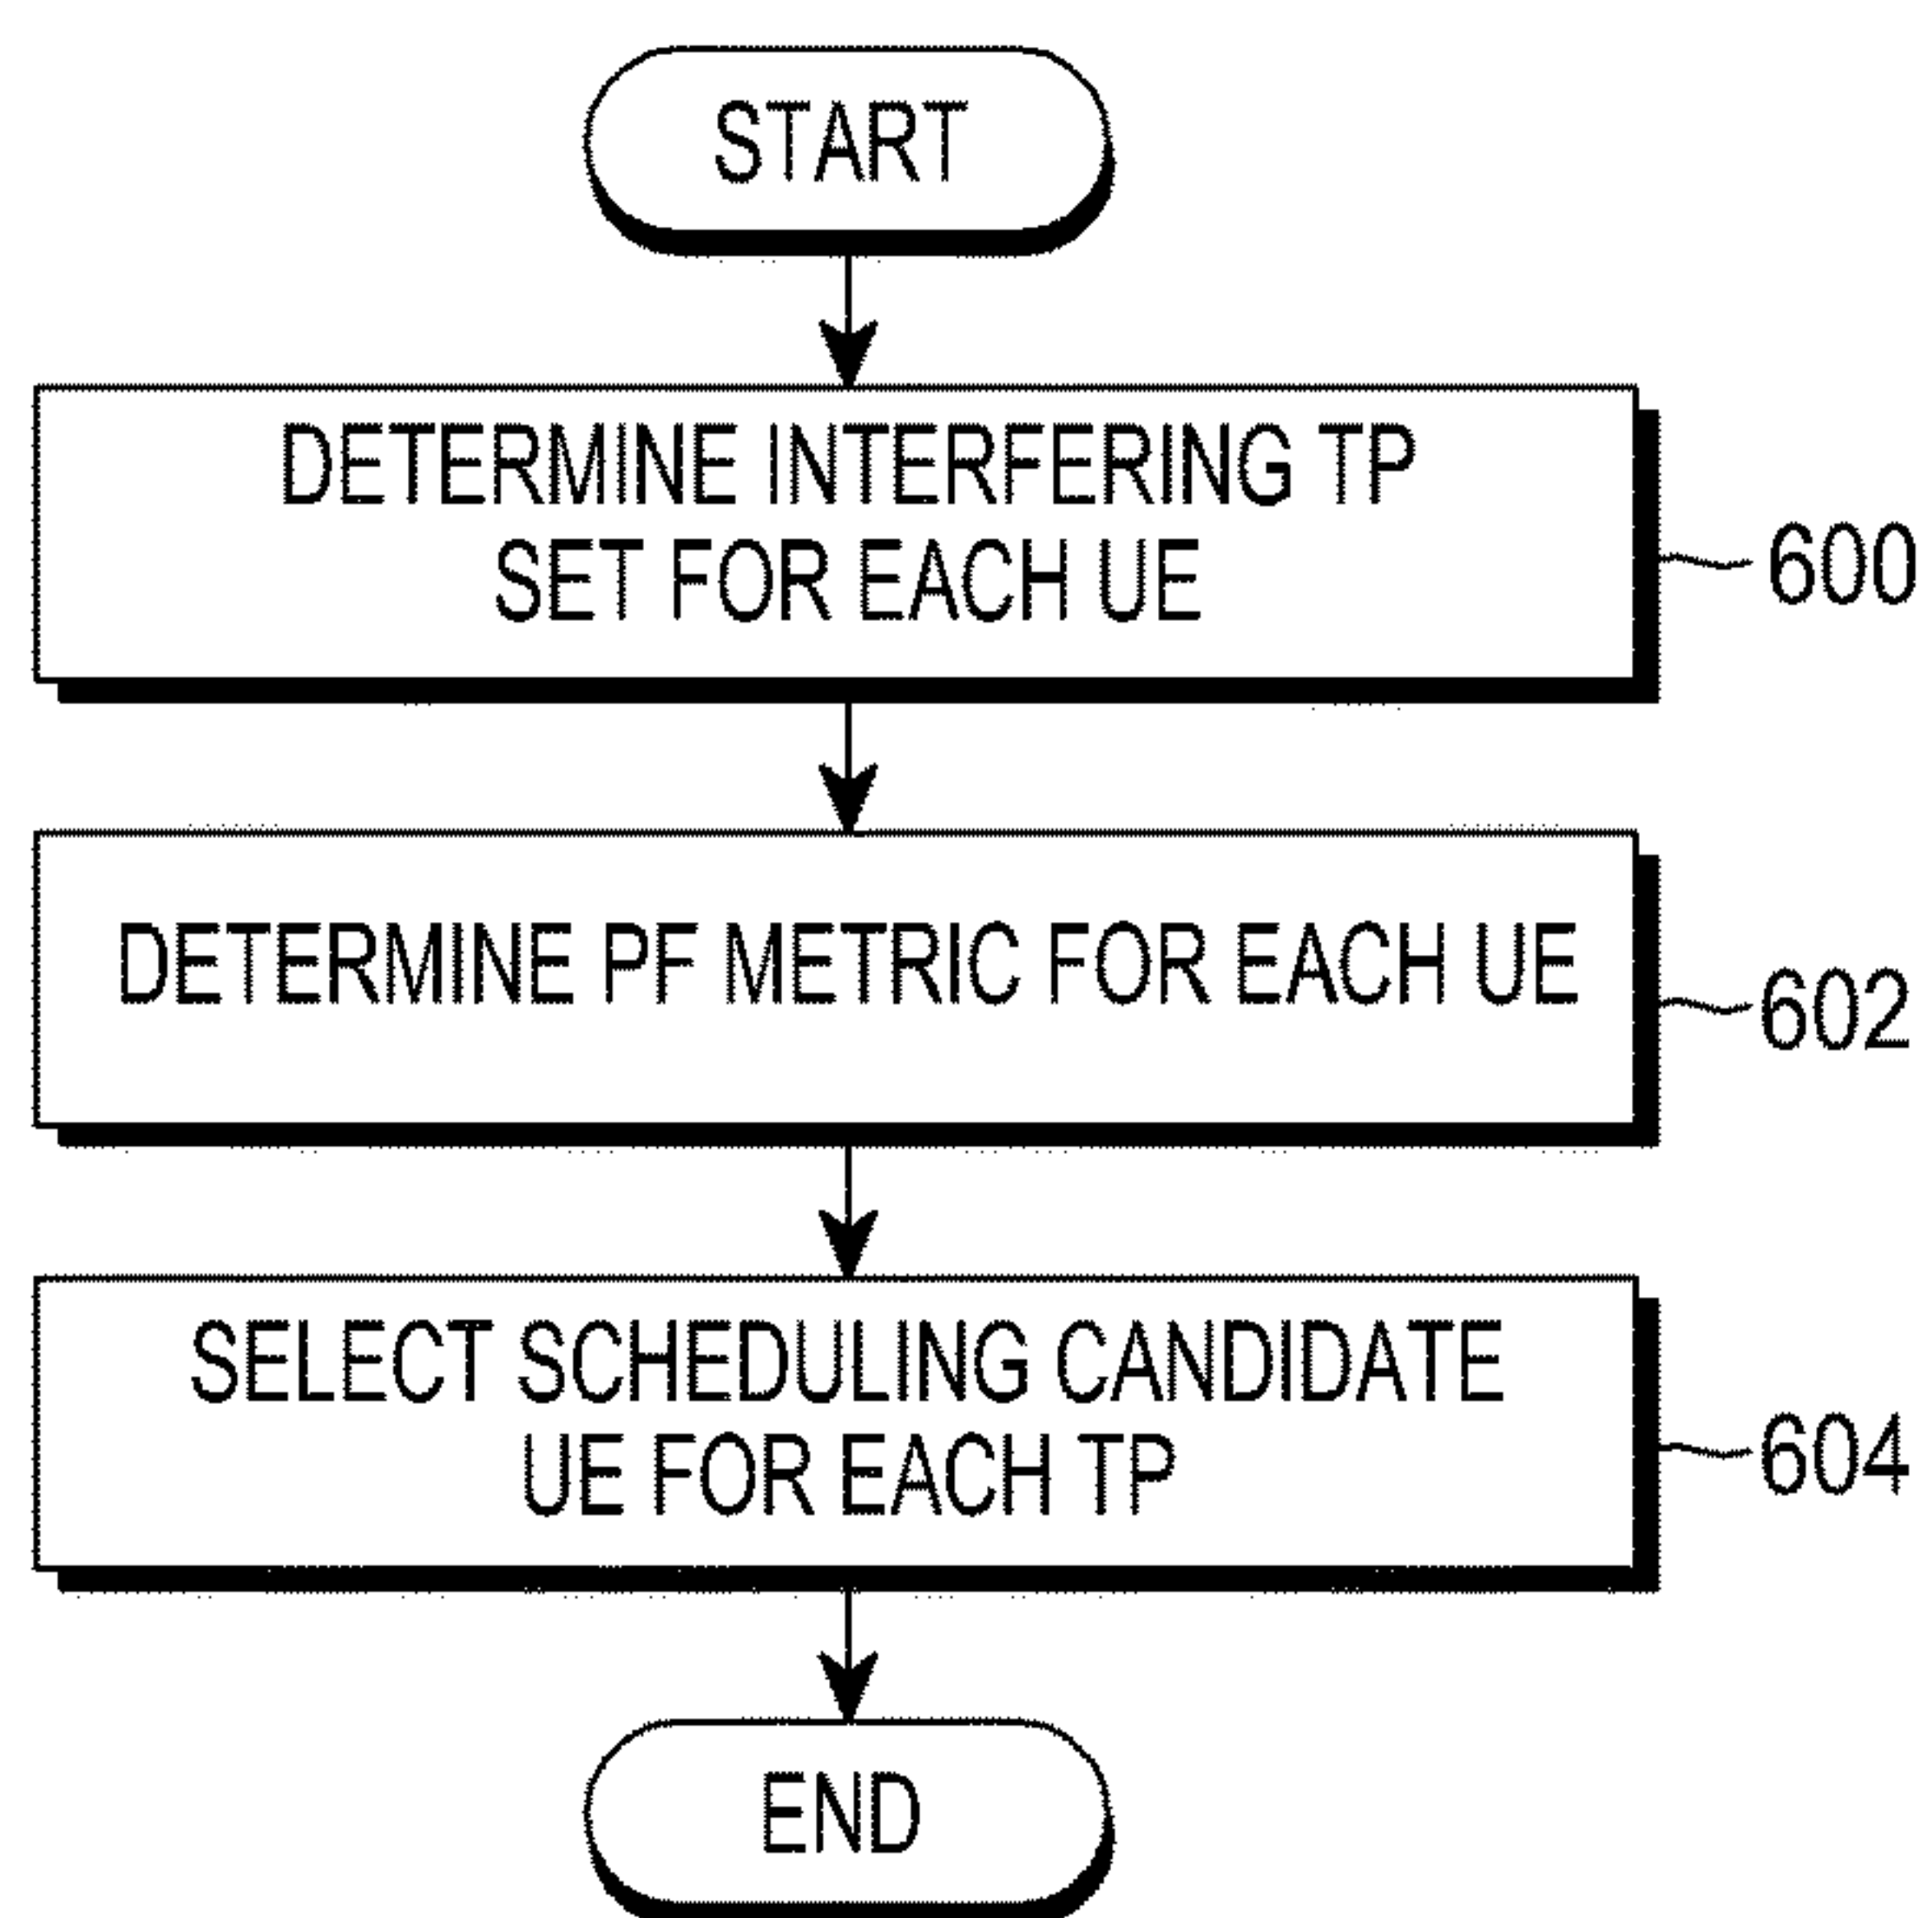 START
DETERMINE INTERFERING TP
SET FOR EACH UE
600
DETERMINE PF METRIC FOR EACH UE
602
SELECT SCHEDULING CANDIDATE
UE FOR EACH TP
604
END